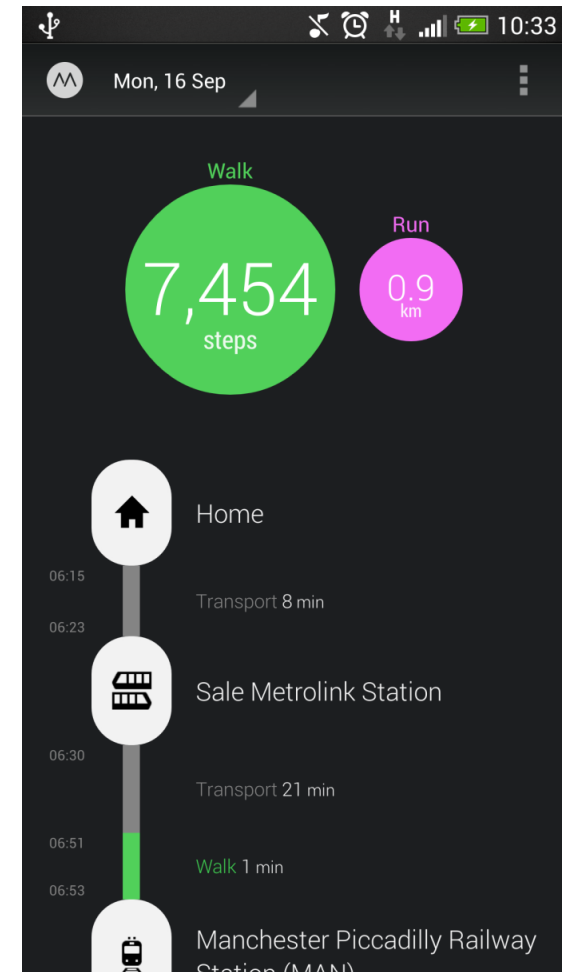 H
10:33
Mon, 16 Sep
Walk
7,454
steps
Run
0.9
km
Home
06:15
Transport 8 min
06:23
Sale Metrolink Station
06:30
Transport 21 min
06:51
Walk 1 min
06:53
Manchester Piccadilly Railway
Station (MAN)